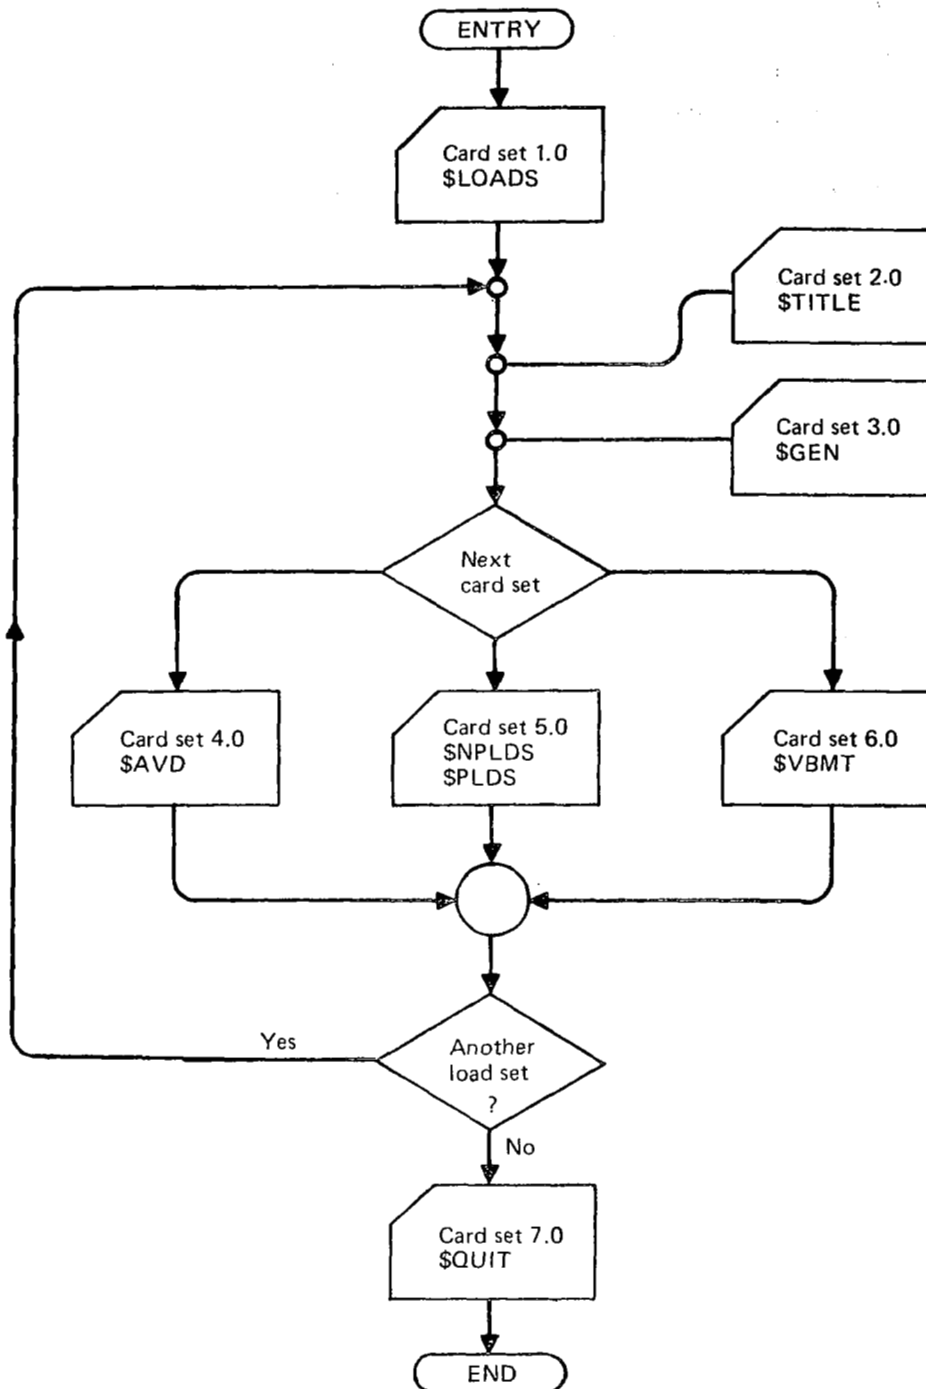 ENTRY
Card set 1.0
$LOADS
Card set 2.0
$TITLE
Card set 3.0
$GEN
Next
card set
Card set 4.0
$AVD
Card set 5.0
$NPLDS
$PLDS
Card set 6.0
$VBMT
Yes
Another
load set
?
No
Card set 7.0
$QUIT
END